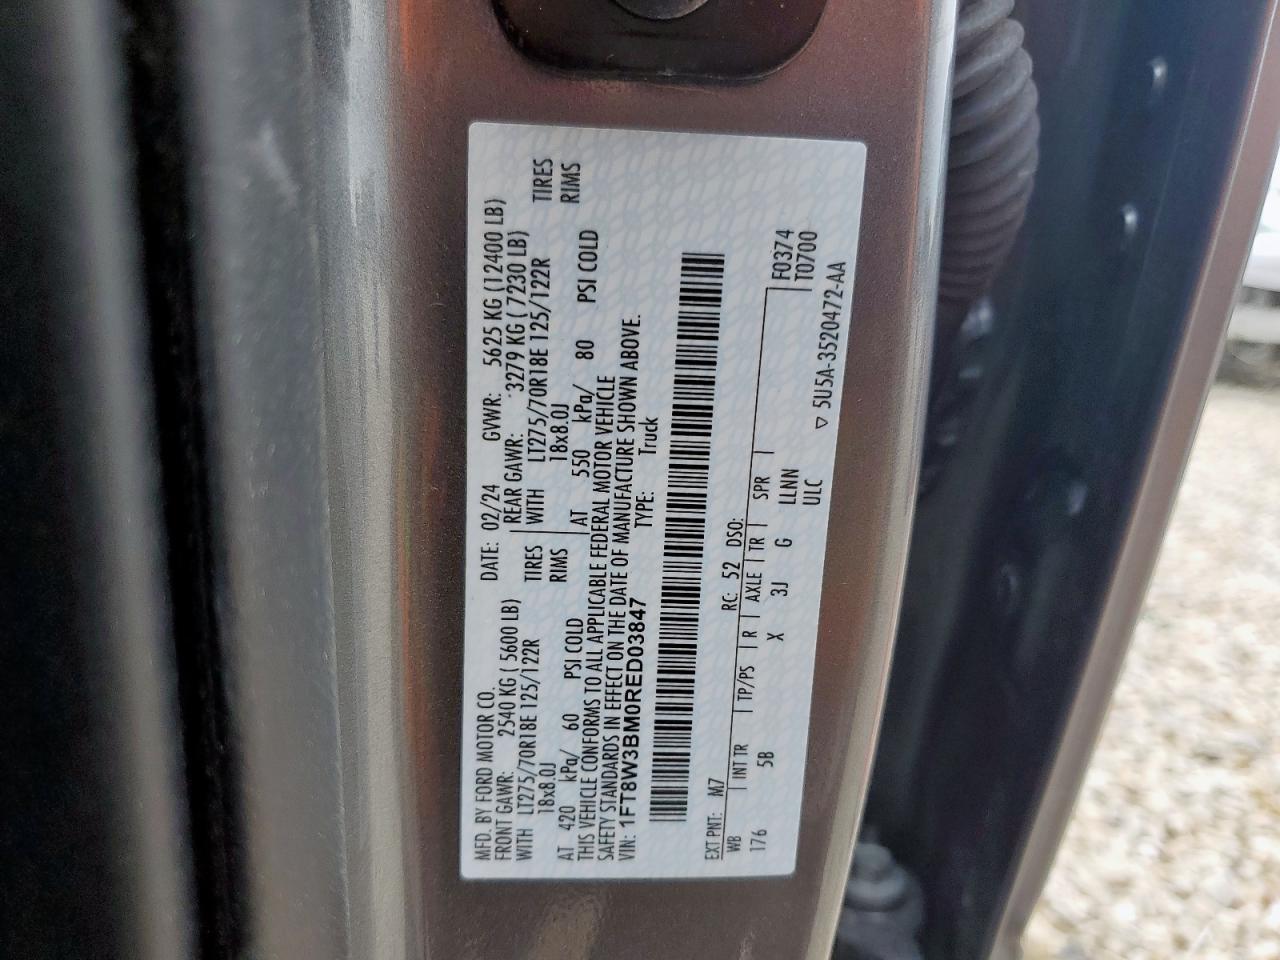 MFD. BY FORD MOTOR CO. DATE: 02/24 GVWR: 5625 KG (12400 LB)
FRONT GAWR: 2540 KG ( 5600 LB) REAR GAWR: 3279 KG ( 7230 LB)
WITH LT275/70R18E 125/122R TIRES WITH LT275/70R18E 125/122R TIRES
18x8.0J RIMS 18x8.0J RIMS
AT 420 kPa/ 60 PSI COLD AT 550 kPa/ 80 PSI COLD
THIS VEHICLE CONFORMS TO ALL APPLICABLE FEDERAL MOTOR VEHICLE
SAFETY STANDARDS IN EFFECT ON THE DATE OF MANUFACTURE SHOWN ABOVE.
VIN: 1FT8W3BM0RED03847 TYPE: Truck
EXT PNT: M7 RC: 52 DSO: F0374
WB INT TR TP/PS R AXLE TR SPR T0700
176 5B X 3J G LLNN
ULC
▽ 5U5A-3520472-AA